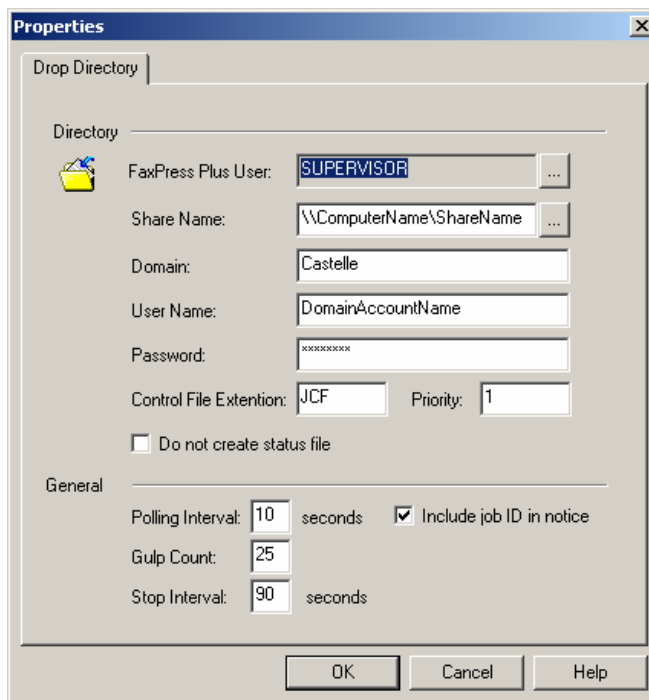 Properties
Drop Directory
Directory
FaxPress Plus User: SUPERVISOR ...
Share Name: \\ComputerName\ShareName ...
Domain: Castelle
User Name: DomainAccountName
Password: ********
Control File Extention: JCF Priority: 1
Do not create status file
General
Polling Interval: 10 seconds Include job ID in notice
Gulp Count: 25
Stop Interval: 90 seconds
OK Cancel Help